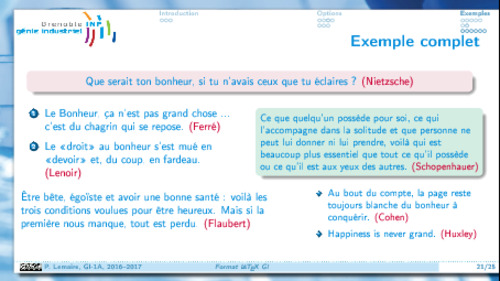 Introduction Options Exemples
Grenoble INP
génie industriel
Exemple complet
Que serait ton bonheur, si tu n'avais ceux que tu éclaires ? (Nietzsche)
1 Le Bonheur, ça n'est pas grand chose ...
c'est du chagrin qui se repose. (Ferré)
2 Le «droit» au bonheur s'est mué en
«devoir» et, du coup, en fardeau.
(Lenoir)
Être bête, égoïste et avoir une bonne santé : voilà les
trois conditions voulues pour être heureux. Mais si la
première nous manque, tout est perdu. (Flaubert)
Ce que quelqu'un possède pour soi, ce qui
l'accompagne dans la solitude et que personne ne
peut lui donner ni lui prendre, voilà qui est
beaucoup plus essentiel que tout ce qu'il possède
ou ce qu'il est aux yeux des autres. (Schopenhauer)
Au bout du compte, la page reste
toujours blanche du bonheur à
conquérir. (Cohen)
Happiness is never grand. (Huxley)
P. Lemaire, GI-1A, 2016–2017 Format LATEX GI 21/25